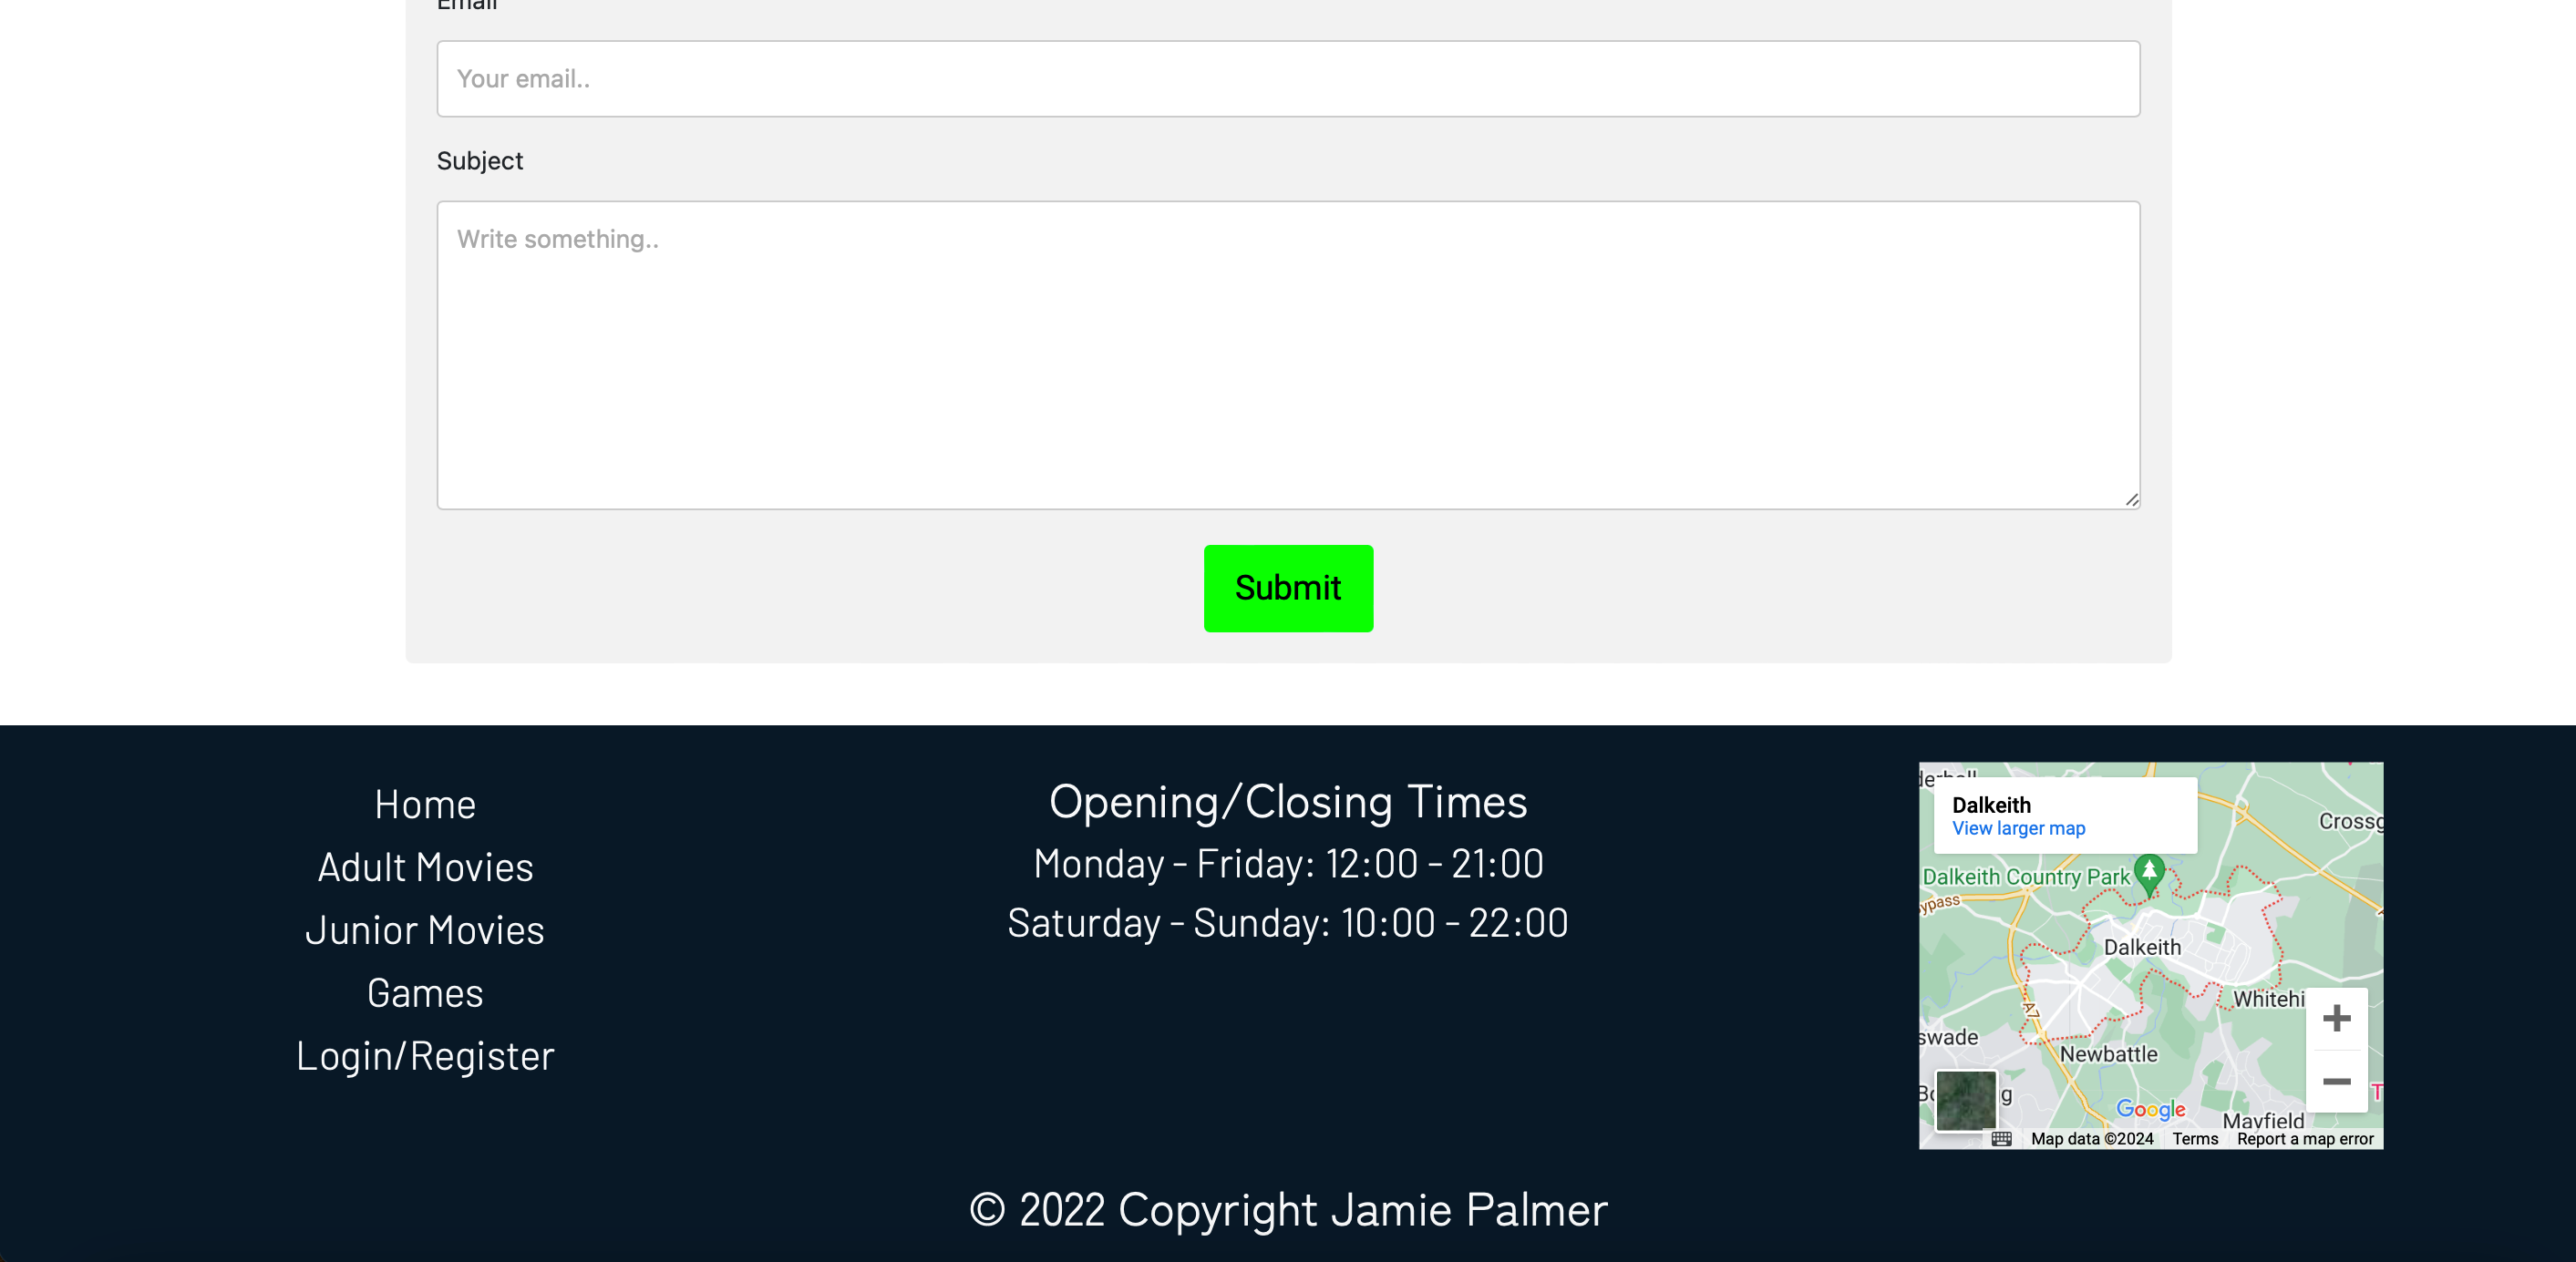 Email
Your email..
Subject
Write something..
Submit
Home
Adult Movies
Junior Movies
Games
Login/Register
Opening/Closing Times
Monday - Friday: 12:00 - 21:00
Saturday - Sunday: 10:00 - 22:00
Dalkeith
View larger map
Crossg
Dalkeith Country Park
ypass
Dalkeith
Whitehi
A7
swade
Newbattle
g
Google
Mayfield
T
Map data ©2024 Terms Report a map error
© 2022 Copyright Jamie Palmer